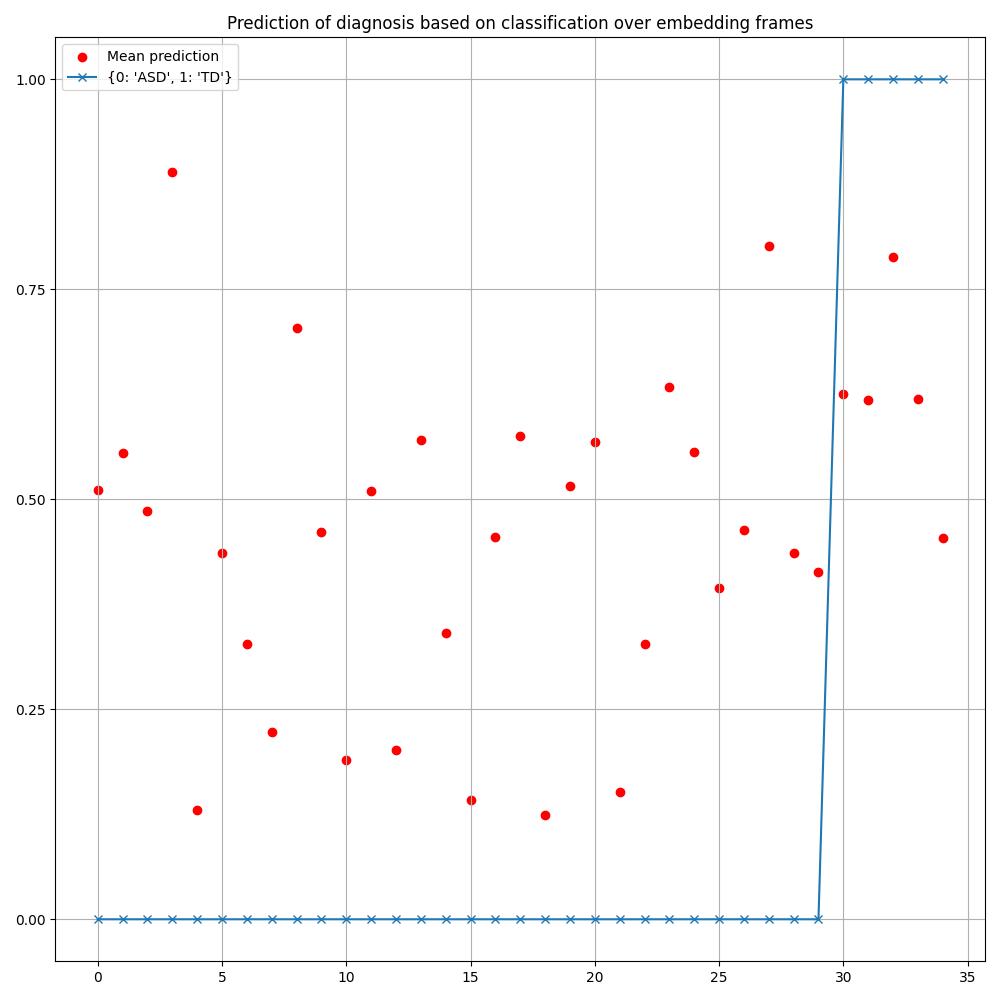 Prediction of diagnosis based on classification over embedding frames
Mean prediction
{0: 'ASD', 1: 'TD'}
1.00
0.75
0.50
0.25
0.00
0 5 10 15 20 25 30 35